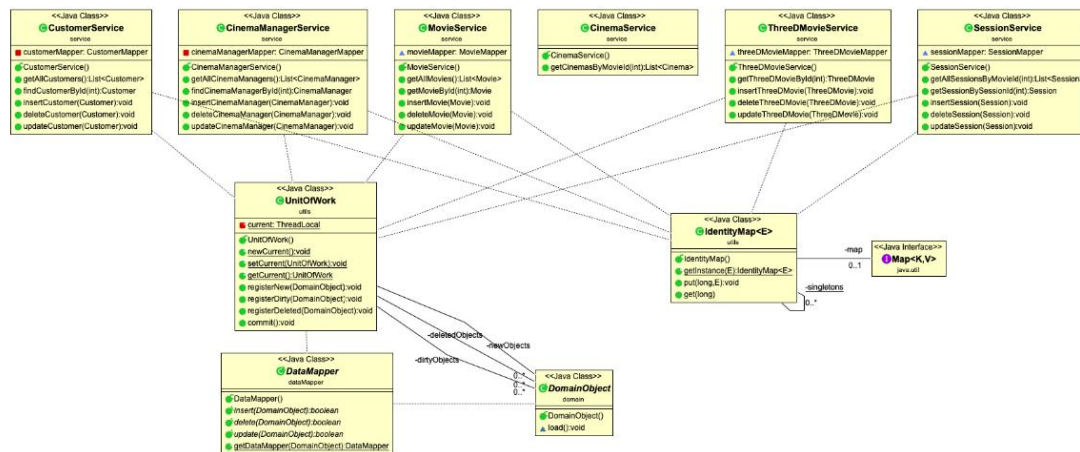 <<Java Class>>
CustomerService
service
customerMapper: CustomerMapper
CustomerService()
getAllCustomers():List<Customer>
findCustomerById(int):Customer
insertCustomer(Customer):void
deleteCustomer(Customer):void
updateCustomer(Customer):void
<<Java Class>>
CinemaManagerService
service
cinemaManagerMapper: CinemaManagerMapper
CinemaManagerService()
getAllCinemaManagers():List<CinemaManager>
findCinemaManagerById(int):CinemaManager
insertCinemaManager(CinemaManager):void
deleteCinemaManager(CinemaManager):void
updateCinemaManager(CinemaManager):void
<<Java Class>>
MovieService
service
movieMapper: MovieMapper
MovieService()
getAllMovies():List<Movie>
getMovieById(int):Movie
insertMovie(Movie):void
deleteMovie(Movie):void
updateMovie(Movie):void
<<Java Class>>
CinemaService
service
CinemaService()
getCinemasByMovieId(int):List<Cinema>
<<Java Class>>
ThreeDMovieService
service
threeDMovieMapper: ThreeDMovieMapper
ThreeDMovieService()
getThreeDMovieById(int):ThreeDMovie
insertThreeDMovie(ThreeDMovie):void
deleteThreeDMovie(ThreeDMovie):void
updateThreeDMovie(ThreeDMovie):void
<<Java Class>>
SessionService
service
sessionMapper: SessionMapper
SessionService()
getAllSessionsByMovieId(int):List<Session>
getSessionBySessionId(int):Session
insertSession(Session):void
deleteSession(Session):void
updateSession(Session):void
<<Java Class>>
UnitOfWork
utils
current: ThreadLocal
UnitOfWork()
newCurrent():void
setCurrent(UnitOfWork):void
getCurrent():UnitOfWork
registerNew(DomainObject):void
registerDirty(DomainObject):void
registerDeleted(DomainObject):void
commit():void
<<Java Class>>
IdentityMap<E>
utils
IdentityMap()
getInstance(E):IdentityMap<E>
put(long,E):void
get(long)
-map
0..1
<<Java Interface>>
Map<K,V>
java.util
-singletons
0..*
-deletedObjects
-newObjects
-dirtyObjects
0..*
0..*
0..*
<<Java Class>>
DataMapper
dataMapper
DataMapper()
insert(DomainObject):boolean
delete(DomainObject):boolean
update(DomainObject):boolean
getDataMapper(DomainObject):DataMapper
<<Java Class>>
DomainObject
domain
DomainObject()
load():void